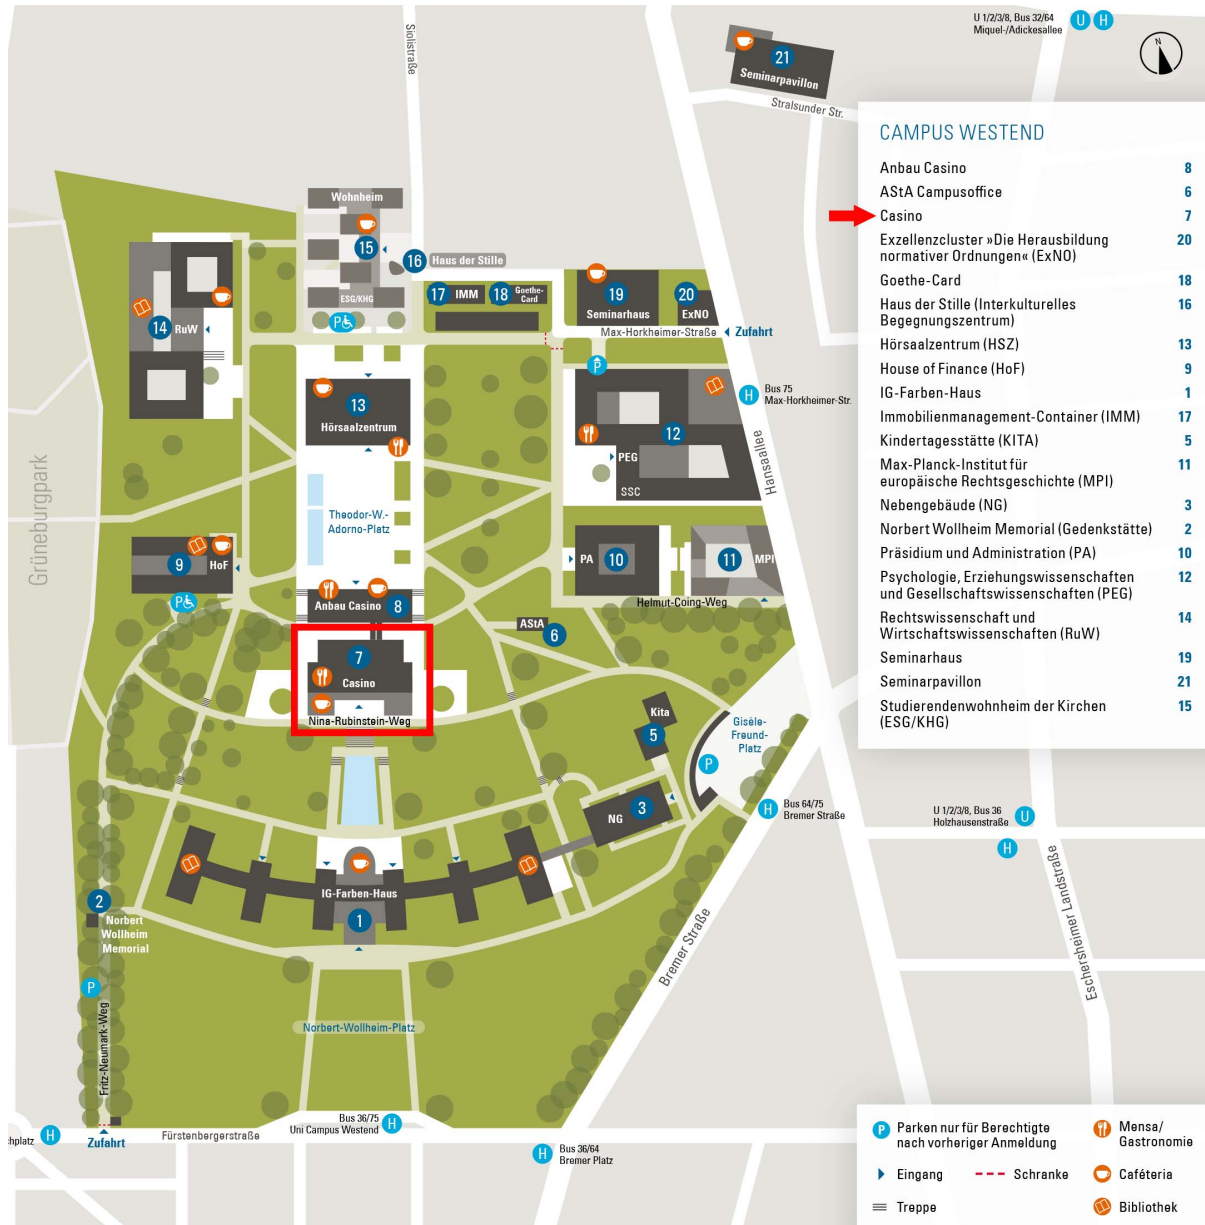 U 1/2/3/8, Bus 32/64
Miquel-/Adickesallee
U
H
N
Siolistraße
21
Seminarpavillon
Stralsunder Str.
CAMPUS WESTEND
Anbau Casino 8
AStA Campusoffice 6
Casino 7
Exzellenzcluster »Die Herausbildung 20
normativer Ordnungen« (ExNO)
Goethe-Card 18
Haus der Stille (Interkulturelles 16
Begegnungszentrum)
Hörsaalzentrum (HSZ) 13
House of Finance (HoF) 9
IG-Farben-Haus 1
Immobilienmanagement-Container (IMM) 17
Kindertagesstätte (KITA) 5
Max-Planck-Institut für 11
europäische Rechtsgeschichte (MPI)
Nebengebäude (NG) 3
Norbert Wollheim Memorial (Gedenkstätte) 2
Präsidium und Administration (PA) 10
Psychologie, Erziehungswissenschaften 12
und Gesellschaftswissenschaften (PEG)
Rechtswissenschaft und 14
Wirtschaftswissenschaften (RuW)
Seminarhaus 19
Seminarpavillon 21
Studierendenwohnheim der Kirchen 15
(ESG/KHG)
Wohnheim
15
16 Haus der Stille
ESG/KHG
P
17 IMM
18 Goethe-
Card
19
Seminarhaus
20
ExNO
14 RuW
Max-Horkheimer-Straße
Zufahrt
P
H
Bus 75
Max-Horkheimer-Str.
13
Hörsaalzentrum
12
PEG
SSC
Hansaallee
Grüneburgpark
Theodor-W.-
Adorno-Platz
9 HoF
P
PA 10
11 MPI
Helmut-Coing-Weg
Anbau Casino 8
AStA
6
7
Casino
Nina-Rubinstein-Weg
Kita
5
Gisèle-
Freund-
Platz
P
NG 3
H
Bus 64/75
Bremer Straße
U 1/2/3/8, Bus 36
Holzhausenstraße
U
H
IG-Farben-Haus
1
2
Norbert
Wollheim
Memorial
P
Bremer Straße
Eschersheimer Landstraße
Norbert-Wollheim-Platz
Fritz-Neumark-Weg
Bus 36/75
Uni Campus Westend
H
chplatz
H
Zufahrt
Fürstenbergerstraße
H
Bus 36/64
Bremer Platz
P Parken nur für Berechtigte
nach vorheriger Anmeldung
Mensa/
Gastronomie
Eingang
Schranke
Caféteria
Treppe
Bibliothek